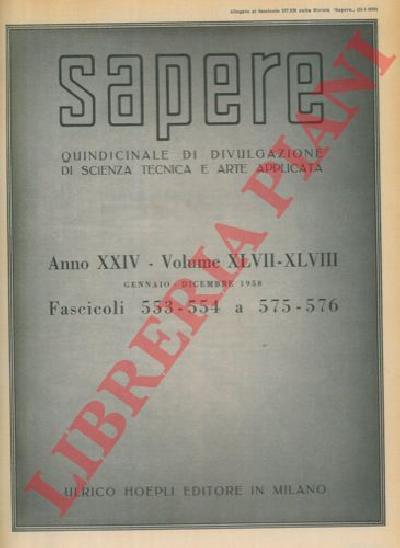 sapere
QUINDICINALE DI DIVULGAZIONE
DI SCIENZA TECNICA E ARTE APPLICATA
Anno XXIV - Volume XLVII-XLVIII
GENNAIO - DICEMBRE 1958
Fascicoli 553-554 a 575-576
ULRICO HOEPLI EDITORE IN MILANO
LIBRERIA PIANI